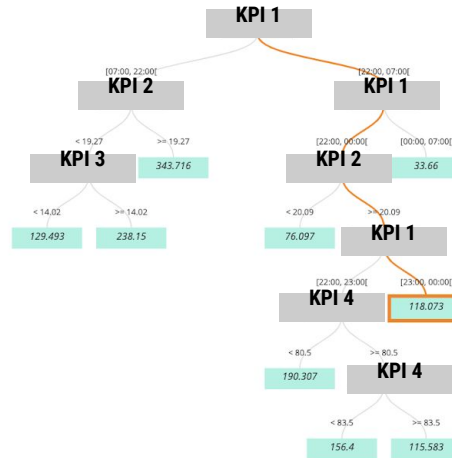 KPI 1
[07:00, 22:00[ [22:00, 07:00[
KPI 2 KPI 1
< 19.27 >= 19.27 [22:00, 00:00[ [00:00, 07:00[
KPI 3 343.716 KPI 2 33.66
< 14.02 >= 14.02 < 20.09 >= 20.09
129.493 238.15 76.097 KPI 1
[22:00, 23:00[ [23:00, 00:00[
KPI 4 118.073
< 80.5 >= 80.5
190.307 KPI 4
< 83.5 >= 83.5
156.4 115.583